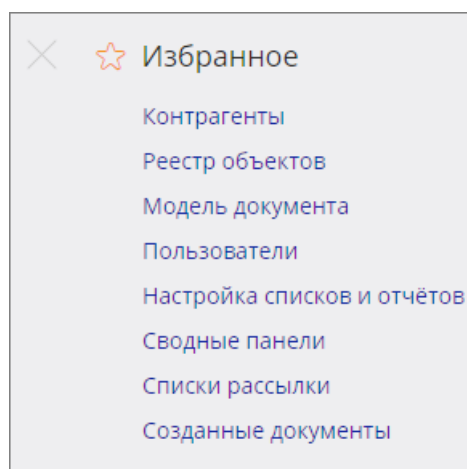 Избранное
Контрагенты
Реестр объектов
Модель документа
Пользователи
Настройка списков и отчётов
Сводные панели
Списки рассылки
Созданные документы